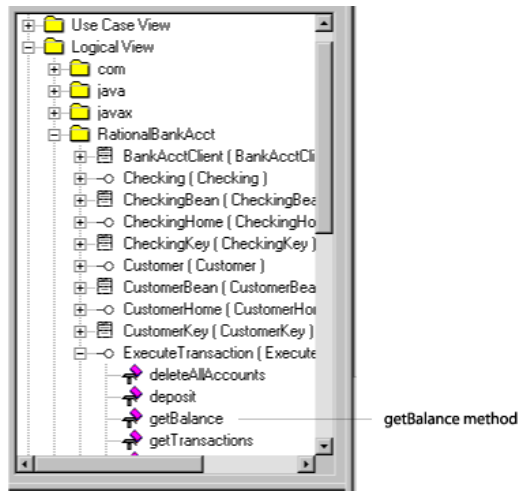 Use Case View
Logical View
com
java
javax
RationalBankAcct
BankAcctClient ( BankAcctCli
Checking ( Checking )
CheckingBean ( CheckingBea
CheckingHome ( CheckingHo
CheckingKey ( CheckingKey )
Customer ( Customer )
CustomerBean ( CustomerBea
CustomerHome ( CustomerHo
CustomerKey ( CustomerKey )
ExecuteTransaction ( Execute
deleteAllAccounts
deposit
getBalance getBalance method
getTransactions